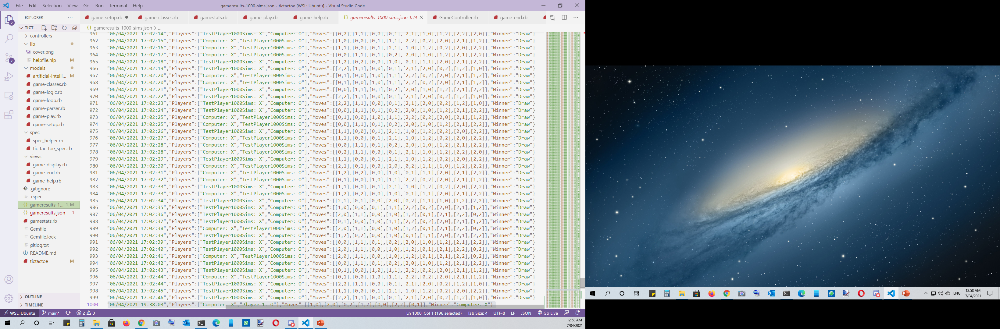 File Edit Selection View Go Run Terminal Help
gameresults-1000-sims.json - tictactoe [WSL: Ubuntu] - Visual Studio Code
EXPLORER
game-setup.rb
game-classes.rb
gamestats.rb
game-play.rb
game-help.rb
gameresults-1000-sims.json 1, M
GameController.rb
game-end.rb
TICT...
gameresults-1000-sims.json > ...
controllers
lib
cover.png
helpfile.hlp M
models
artificial-intelli... M
game-classes.rb
game-logic.rb
game-loop.rb
game-parser.rb
game-play.rb
game-setup.rb
spec
spec_helper.rb
tic-tac-toe_spec.rb
views
game-display.rb
game-end.rb
game-help.rb
.gitignore
.rspec
gameresults-1... 1, M
gameresults.json 1
gamestats.rb
Gemfile
Gemfile.lock
gitlog.txt
README.md
tictactoe M
OUTLINE
TIMELINE
961 "06/04/2021 17:02:14","Players":["TestPlayer1000Sims: X","Computer: O"],"Moves":[[0,2],[1,1],[0,0],[0,1],[2,1],[1,0],[1,2],[2,2],[2,0]],"Winner":"Draw"}
962 "06/04/2021 17:02:15","Players":["Computer: X","TestPlayer1000Sims: O"],"Moves":[[1,0],[0,0],[0,1],[1,1],[2,2],[0,2],[2,0],[2,1],[1,2]],"Winner":"Draw"}
963 "06/04/2021 17:02:16","Players":["Computer: X","TestPlayer1000Sims: O"],"Moves":[[1,1],[0,0],[0,1],[2,1],[1,0],[1,2],[0,2],[2,0],[2,2]],"Winner":"Draw"}
964 "06/04/2021 17:02:17","Players":["Computer: X","TestPlayer1000Sims: O"],"Moves":[[0,0],[1,1],[0,1],[0,2],[2,0],[1,0],[1,2],[2,1],[2,2]],"Winner":"Draw"}
965 "06/04/2021 17:02:18","Players":["TestPlayer1000Sims: X","Computer: O"],"Moves":[[1,2],[0,2],[0,0],[1,0],[0,1],[1,1],[2,0],[2,1],[2,2]],"Winner":"Draw"}
966 "06/04/2021 17:02:19","Players":["TestPlayer1000Sims: X","Computer: O"],"Moves":[[2,2],[1,1],[0,0],[0,1],[2,1],[2,0],[0,2],[1,2],[1,0]],"Winner":"Draw"}
967 "06/04/2021 17:02:20","Players":["Computer: X","TestPlayer1000Sims: O"],"Moves":[[0,1],[0,0],[1,0],[1,1],[2,2],[0,2],[2,0],[2,1],[1,2]],"Winner":"Draw"}
968 "06/04/2021 17:02:20","Players":["Computer: X","TestPlayer1000Sims: O"],"Moves":[[0,1],[0,0],[1,0],[1,1],[2,2],[0,2],[2,0],[2,1],[1,2]],"Winner":"Draw"}
969 "06/04/2021 17:02:21","Players":["TestPlayer1000Sims: X","Computer: O"],"Moves":[[0,0],[1,1],[0,1],[0,2],[2,0],[1,0],[1,2],[2,1],[2,2]],"Winner":"Draw"}
970 "06/04/2021 17:02:22","Players":["TestPlayer1000Sims: X","Computer: O"],"Moves":[[2,2],[1,1],[0,0],[0,1],[2,1],[2,0],[0,2],[1,2],[1,0]],"Winner":"Draw"}
971 "06/04/2021 17:02:23","Players":["TestPlayer1000Sims: X","Computer: O"],"Moves":[[2,2],[1,1],[0,0],[0,1],[2,1],[2,0],[0,2],[1,2],[1,0]],"Winner":"Draw"}
972 "06/04/2021 17:02:24","Players":["TestPlayer1000Sims: X","Computer: O"],"Moves":[[0,0],[1,1],[0,1],[0,2],[2,0],[1,0],[1,2],[2,1],[2,2]],"Winner":"Draw"}
973 "06/04/2021 17:02:25","Players":["Computer: X","TestPlayer1000Sims: O"],"Moves":[[0,1],[0,0],[1,0],[1,1],[2,2],[0,2],[2,0],[2,1],[1,2]],"Winner":"Draw"}
974 "06/04/2021 17:02:25","Players":["Computer: X","TestPlayer1000Sims: O"],"Moves":[[0,0],[1,1],[0,1],[0,2],[2,0],[1,0],[1,2],[2,1],[2,2]],"Winner":"Draw"}
975 "06/04/2021 17:02:26","Players":["TestPlayer1000Sims: X","Computer: O"],"Moves":[[1,1],[0,0],[0,1],[2,1],[1,0],[1,2],[0,2],[2,0],[2,2]],"Winner":"Draw"}
976 "06/04/2021 17:02:27","Players":["Computer: X","TestPlayer1000Sims: O"],"Moves":[[1,1],[0,0],[0,1],[2,1],[1,0],[1,2],[0,2],[2,0],[2,2]],"Winner":"Draw"}
977 "06/04/2021 17:02:28","Players":["TestPlayer1000Sims: X","Computer: O"],"Moves":[[0,0],[1,1],[0,1],[0,2],[2,0],[1,0],[1,2],[2,1],[2,2]],"Winner":"Draw"}
978 "06/04/2021 17:02:28","Players":["TestPlayer1000Sims: X","Computer: O"],"Moves":[[0,2],[1,1],[0,0],[0,1],[2,1],[1,0],[1,2],[2,2],[2,0]],"Winner":"Draw"}
979 "06/04/2021 17:02:29","Players":["TestPlayer1000Sims: X","Computer: O"],"Moves":[[1,1],[0,0],[0,1],[2,1],[1,0],[1,2],[0,2],[2,0],[2,2]],"Winner":"Draw"}
980 "06/04/2021 17:02:30","Players":["TestPlayer1000Sims: X","Computer: O"],"Moves":[[2,1],[0,1],[0,0],[2,0],[0,2],[1,1],[1,0],[1,2],[2,2]],"Winner":"Draw"}
981 "06/04/2021 17:02:31","Players":["Computer: X","TestPlayer1000Sims: O"],"Moves":[[1,2],[0,2],[0,0],[1,0],[0,1],[1,1],[2,0],[2,1],[2,2]],"Winner":"Draw"}
982 "06/04/2021 17:02:32","Players":["Computer: X","TestPlayer1000Sims: O"],"Moves":[[0,1],[0,0],[1,0],[1,1],[2,2],[0,2],[2,0],[2,1],[1,2]],"Winner":"Draw"}
983 "06/04/2021 17:02:33","Players":["TestPlayer1000Sims: X","Computer: O"],"Moves":[[1,1],[0,0],[0,1],[2,1],[1,0],[1,2],[0,2],[2,0],[2,2]],"Winner":"Draw"}
984 "06/04/2021 17:02:33","Players":["Computer: X","TestPlayer1000Sims: O"],"Moves":[[1,2],[0,2],[0,0],[1,0],[0,1],[1,1],[2,0],[2,1],[2,2]],"Winner":"Draw"}
985 "06/04/2021 17:02:34","Players":["TestPlayer1000Sims: X","Computer: O"],"Moves":[[2,1],[0,1],[0,0],[2,0],[0,2],[1,1],[1,0],[1,2],[2,2]],"Winner":"Draw"}
986 "06/04/2021 17:02:35","Players":["TestPlayer1000Sims: X","Computer: O"],"Moves":[[1,0],[0,0],[0,1],[1,1],[2,2],[0,2],[2,0],[2,1],[1,2]],"Winner":"Draw"}
987 "06/04/2021 17:02:36","Players":["TestPlayer1000Sims: X","Computer: O"],"Moves":[[2,0],[1,1],[0,0],[1,0],[1,2],[0,1],[2,1],[2,2],[0,2]],"Winner":"Draw"}
988 "06/04/2021 17:02:37","Players":["TestPlayer1000Sims: X","Computer: O"],"Moves":[[0,1],[0,0],[1,0],[1,1],[2,2],[0,2],[2,0],[2,1],[1,2]],"Winner":"Draw"}
989 "06/04/2021 17:02:38","Players":["Computer: X","TestPlayer1000Sims: O"],"Moves":[[2,0],[1,1],[0,0],[1,0],[1,2],[0,1],[2,1],[2,2],[0,2]],"Winner":"Draw"}
990 "06/04/2021 17:02:39","Players":["TestPlayer1000Sims: X","Computer: O"],"Moves":[[1,2],[0,2],[0,0],[1,0],[0,1],[1,1],[2,0],[2,1],[2,2]],"Winner":"Draw"}
991 "06/04/2021 17:02:39","Players":["TestPlayer1000Sims: X","Computer: O"],"Moves":[[0,0],[1,1],[0,1],[0,2],[2,0],[1,0],[1,2],[2,1],[2,2]],"Winner":"Draw"}
992 "06/04/2021 17:02:40","Players":["TestPlayer1000Sims: X","Computer: O"],"Moves":[[2,0],[1,1],[0,0],[1,0],[1,2],[0,1],[2,1],[2,2],[0,2]],"Winner":"Draw"}
993 "06/04/2021 17:02:41","Players":["Computer: X","TestPlayer1000Sims: O"],"Moves":[[2,0],[1,1],[0,0],[1,0],[1,2],[0,1],[2,1],[2,2],[0,2]],"Winner":"Draw"}
994 "06/04/2021 17:02:42","Players":["Computer: X","TestPlayer1000Sims: O"],"Moves":[[0,0],[1,1],[0,1],[0,2],[2,0],[1,0],[1,2],[2,1],[2,2]],"Winner":"Draw"}
995 "06/04/2021 17:02:43","Players":["TestPlayer1000Sims: X","Computer: O"],"Moves":[[0,1],[0,0],[1,0],[1,1],[2,2],[0,2],[2,0],[2,1],[1,2]],"Winner":"Draw"}
996 "06/04/2021 17:02:44","Players":["Computer: X","TestPlayer1000Sims: O"],"Moves":[[0,1],[0,0],[1,0],[1,1],[2,2],[0,2],[2,0],[2,1],[1,2]],"Winner":"Draw"}
997 "06/04/2021 17:02:44","Players":["TestPlayer1000Sims: X","Computer: O"],"Moves":[[2,2],[1,1],[0,0],[0,1],[2,1],[2,0],[0,2],[1,2],[1,0]],"Winner":"Draw"}
998 "06/04/2021 17:02:45","Players":["TestPlayer1000Sims: X","Computer: O"],"Moves":[[1,1],[0,0],[0,1],[2,1],[1,0],[1,2],[0,2],[2,0],[2,2]],"Winner":"Draw"}
999 "06/04/2021 17:02:46","Players":["TestPlayer1000Sims: X","Computer: O"],"Moves":[[2,2],[1,1],[0,0],[0,1],[2,1],[2,0],[0,2],[1,2],[1,0]],"Winner":"Draw"}
1000 "06/04/2021·19:38:03","Players":["Computer:·X","Player·1:·O"],"Moves":[[1,0],[2,0],[0,2],[1,2],[0,0],[2,2],[0,1]],"Winner":"Computer:·X"}
WSL: Ubuntu main* 2 0
Ln 1000, Col 1 (196 selected) Tab Size: 4 UTF-8 LF JSON Go Live
12:58 AM
7/04/2021
ENG
12:58 AM
7/04/2021
2
7